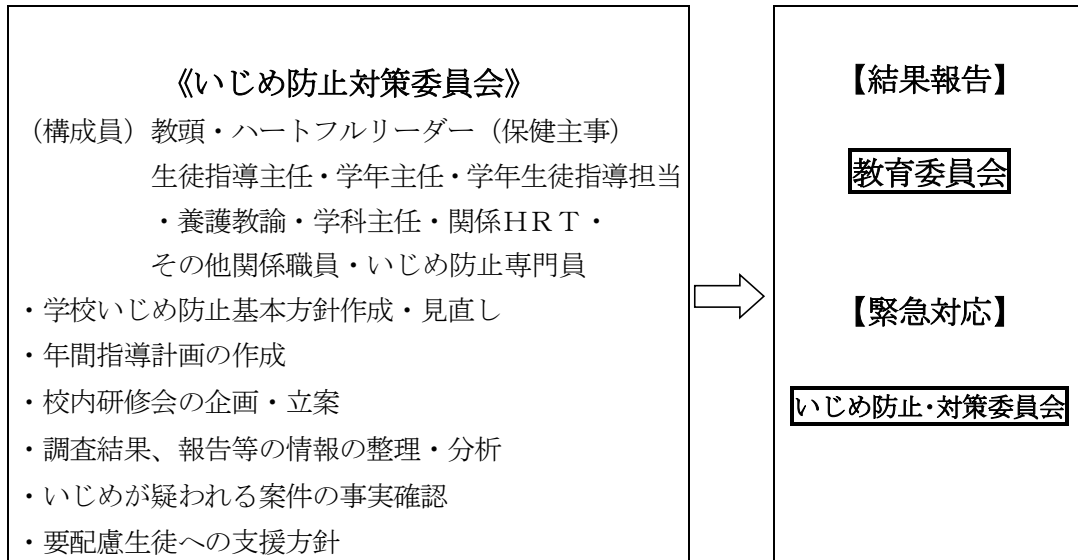 《いじめ防止対策委員会》
（構成員）教頭・ハートフルリーダー（保健主事）
生徒指導主任・学年主任・学年生徒指導担当
・養護教諭・学科主任・関係ＨＲＴ・
その他関係職員・いじめ防止専門員
・学校いじめ防止基本方針作成・見直し
・年間指導計画の作成
・校内研修会の企画・立案
・調査結果、報告等の情報の整理・分析
・いじめが疑われる案件の事実確認
・要配慮生徒への支援方針
【結果報告】
教育委員会
【緊急対応】
いじめ防止・対策委員会